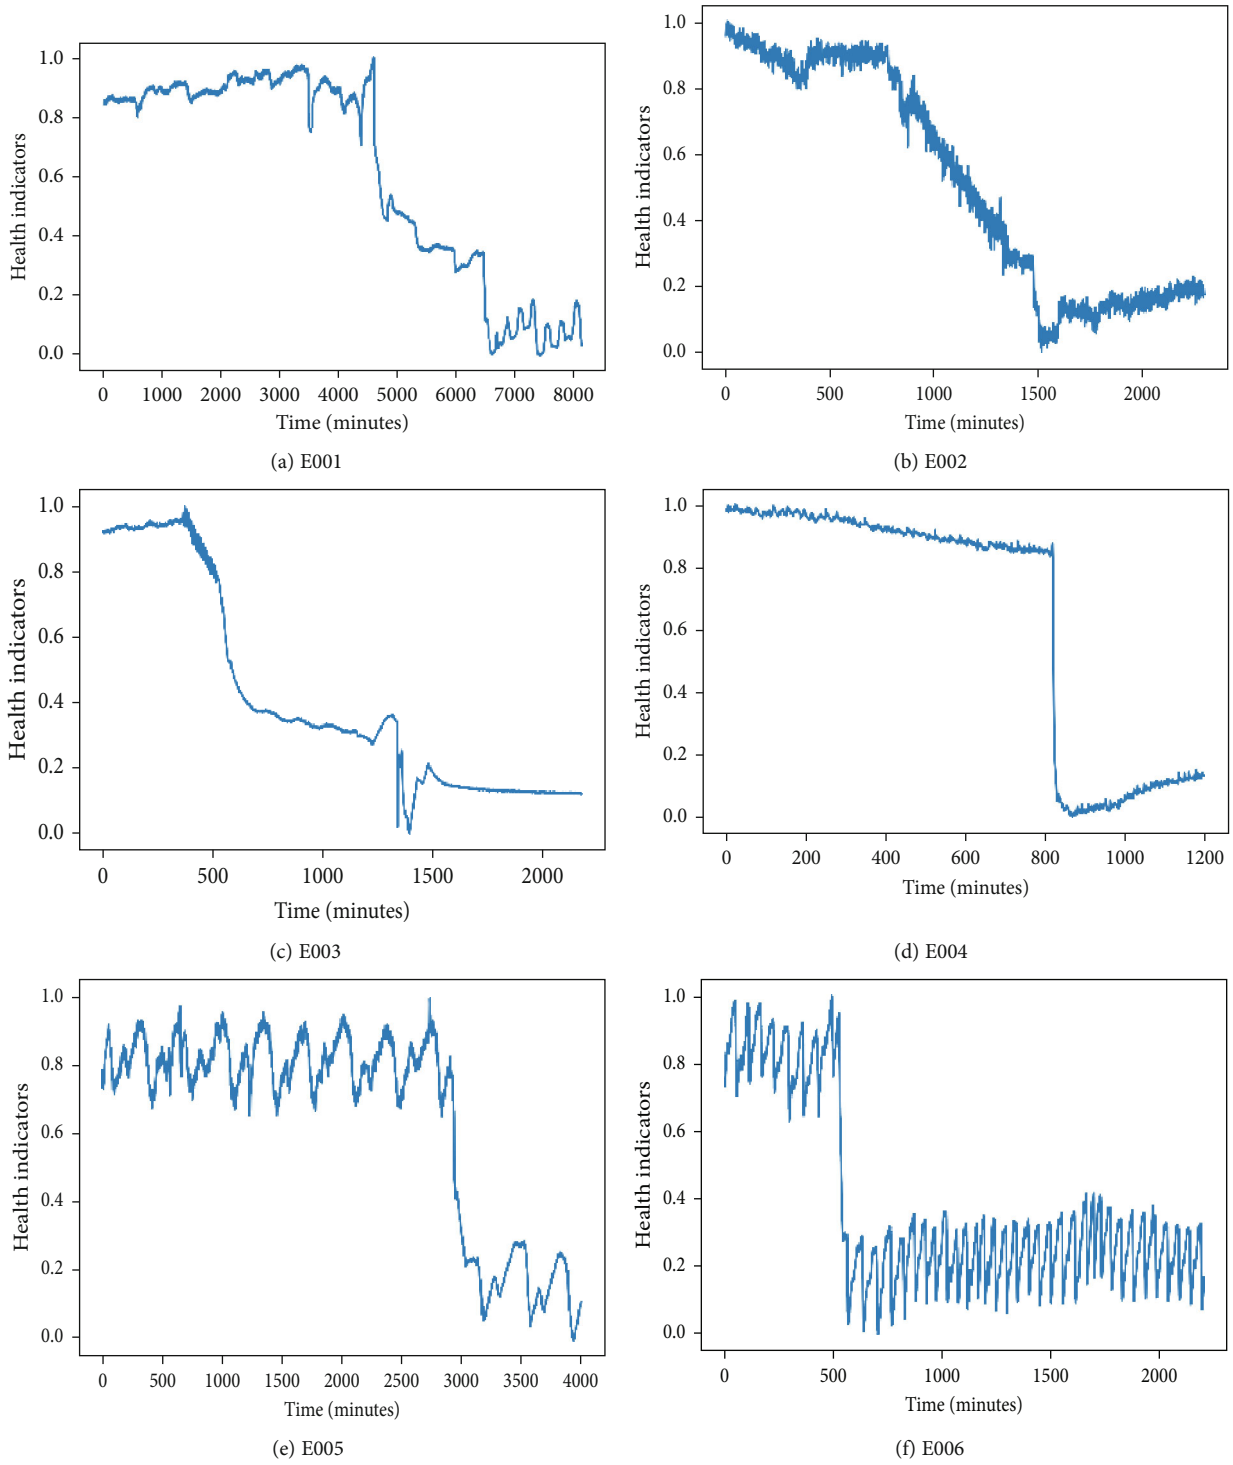 1.0
0.8
0.6
0.4
0.2
0.0
Health indicators
0 1000 2000 3000 4000 5000 6000 7000 8000
Time (minutes)
(a) E001
1.0
0.8
0.6
0.4
0.2
0.0
Health indicators
0 500 1000 1500 2000
Time (minutes)
(b) E002
1.0
0.8
0.6
0.4
0.2
0.0
Health indicators
0 500 1000 1500 2000
Time (minutes)
(c) E003
1.0
0.8
0.6
0.4
0.2
0.0
Health indicators
0 200 400 600 800 1000 1200
Time (minutes)
(d) E004
1.0
0.8
0.6
0.4
0.2
0.0
Health indicators
0 500 1000 1500 2000 2500 3000 3500 4000
Time (minutes)
(e) E005
1.0
0.8
0.6
0.4
0.2
0.0
Health indicators
0 500 1000 1500 2000
Time (minutes)
(f) E006